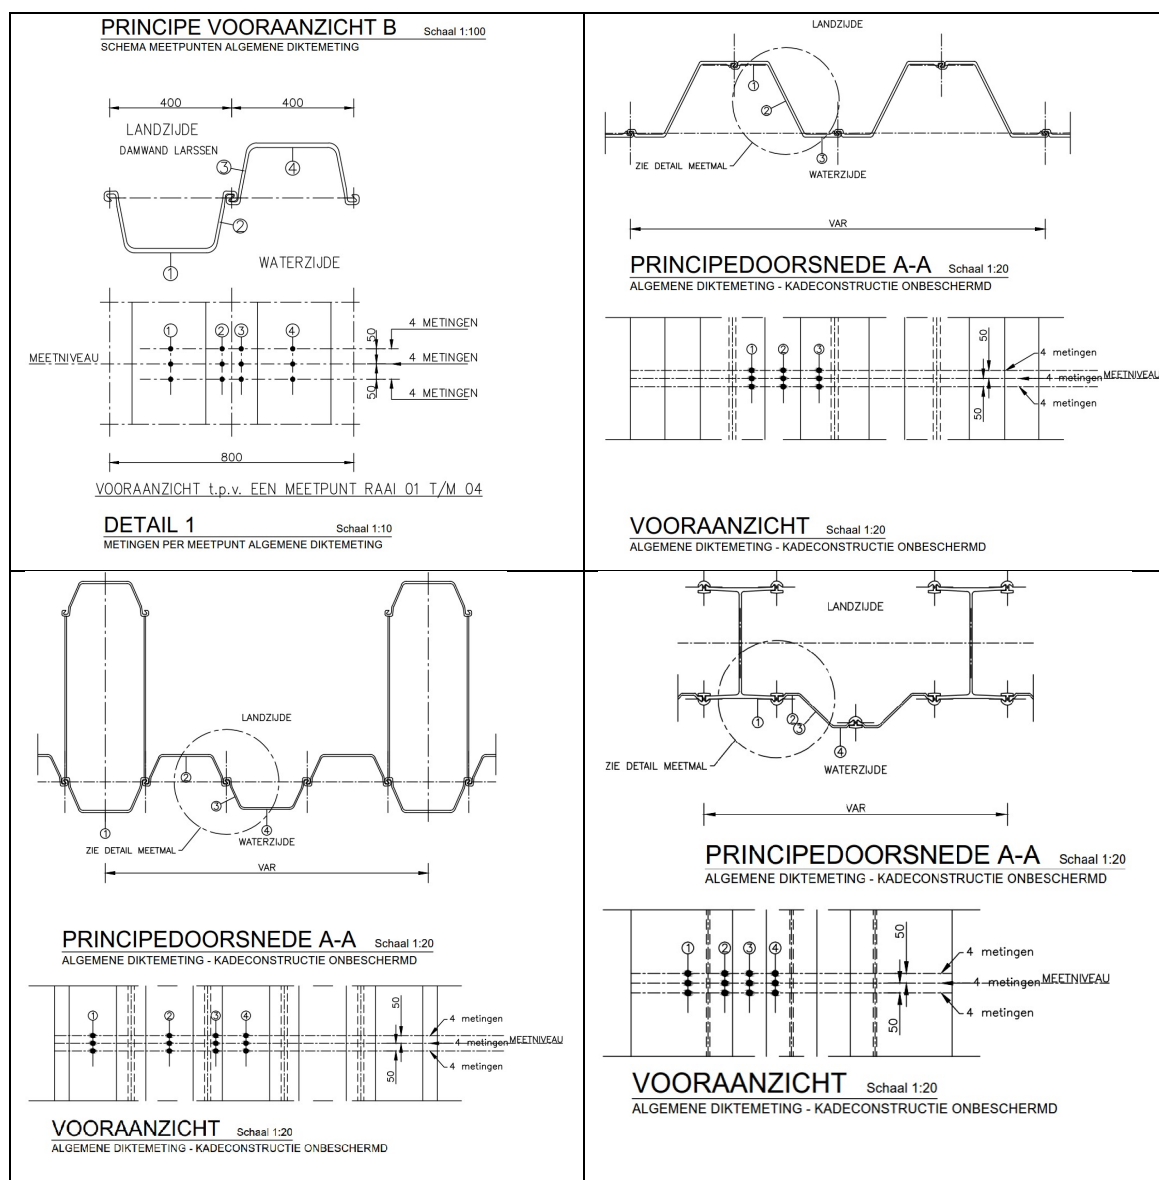 PRINCIPE VOORAANZICHT B Schaal 1:100
SCHEMA MEETPUNTEN ALGEMENE DIKTEMETING
400 400
LANDZIJDE
DAMWAND LARSSEN
3 4
2
WATERZIJDE
1
1 2 3 4
50
4 METINGEN
MEETNIVEAU
4 METINGEN
50
4 METINGEN
800
VOORAANZICHT t.p.v. EEN MEETPUNT RAAI 01 T/M 04
DETAIL 1 Schaal 1:10
METINGEN PER MEETPUNT ALGEMENE DIKTEMETING
LANDZIJDE
1
2
3
ZIE DETAIL MEETMAL
WATERZIJDE
VAR
PRINCIPEDOORSNEDE A-A Schaal 1:20
ALGEMENE DIKTEMETING - KADECONSTRUCTIE ONBESCHERMD
50
1 2 3
4 metingen
4 metingen MEETNIVEAU
4 metingen
50
VOORAANZICHT Schaal 1:20
ALGEMENE DIKTEMETING - KADECONSTRUCTIE ONBESCHERMD
LANDZIJDE
2
3
4
1
WATERZIJDE
ZIE DETAIL MEETMAL
VAR
PRINCIPEDOORSNEDE A-A Schaal 1:20
ALGEMENE DIKTEMETING - KADECONSTRUCTIE ONBESCHERMD
50
1 2 3 4
4 metingen
4 metingen MEETNIVEAU
4 metingen
50
VOORAANZICHT Schaal 1:20
ALGEMENE DIKTEMETING - KADECONSTRUCTIE ONBESCHERMD
LANDZIJDE
1 2
3
4
ZIE DETAIL MEETMAL
WATERZIJDE
VAR
PRINCIPEDOORSNEDE A-A Schaal 1:20
ALGEMENE DIKTEMETING - KADECONSTRUCTIE ONBESCHERMD
50
1 2 3 4
4 metingen
4 metingen MEETNIVEAU
4 metingen
50
VOORAANZICHT Schaal 1:20
ALGEMENE DIKTEMETING - KADECONSTRUCTIE ONBESCHERMD